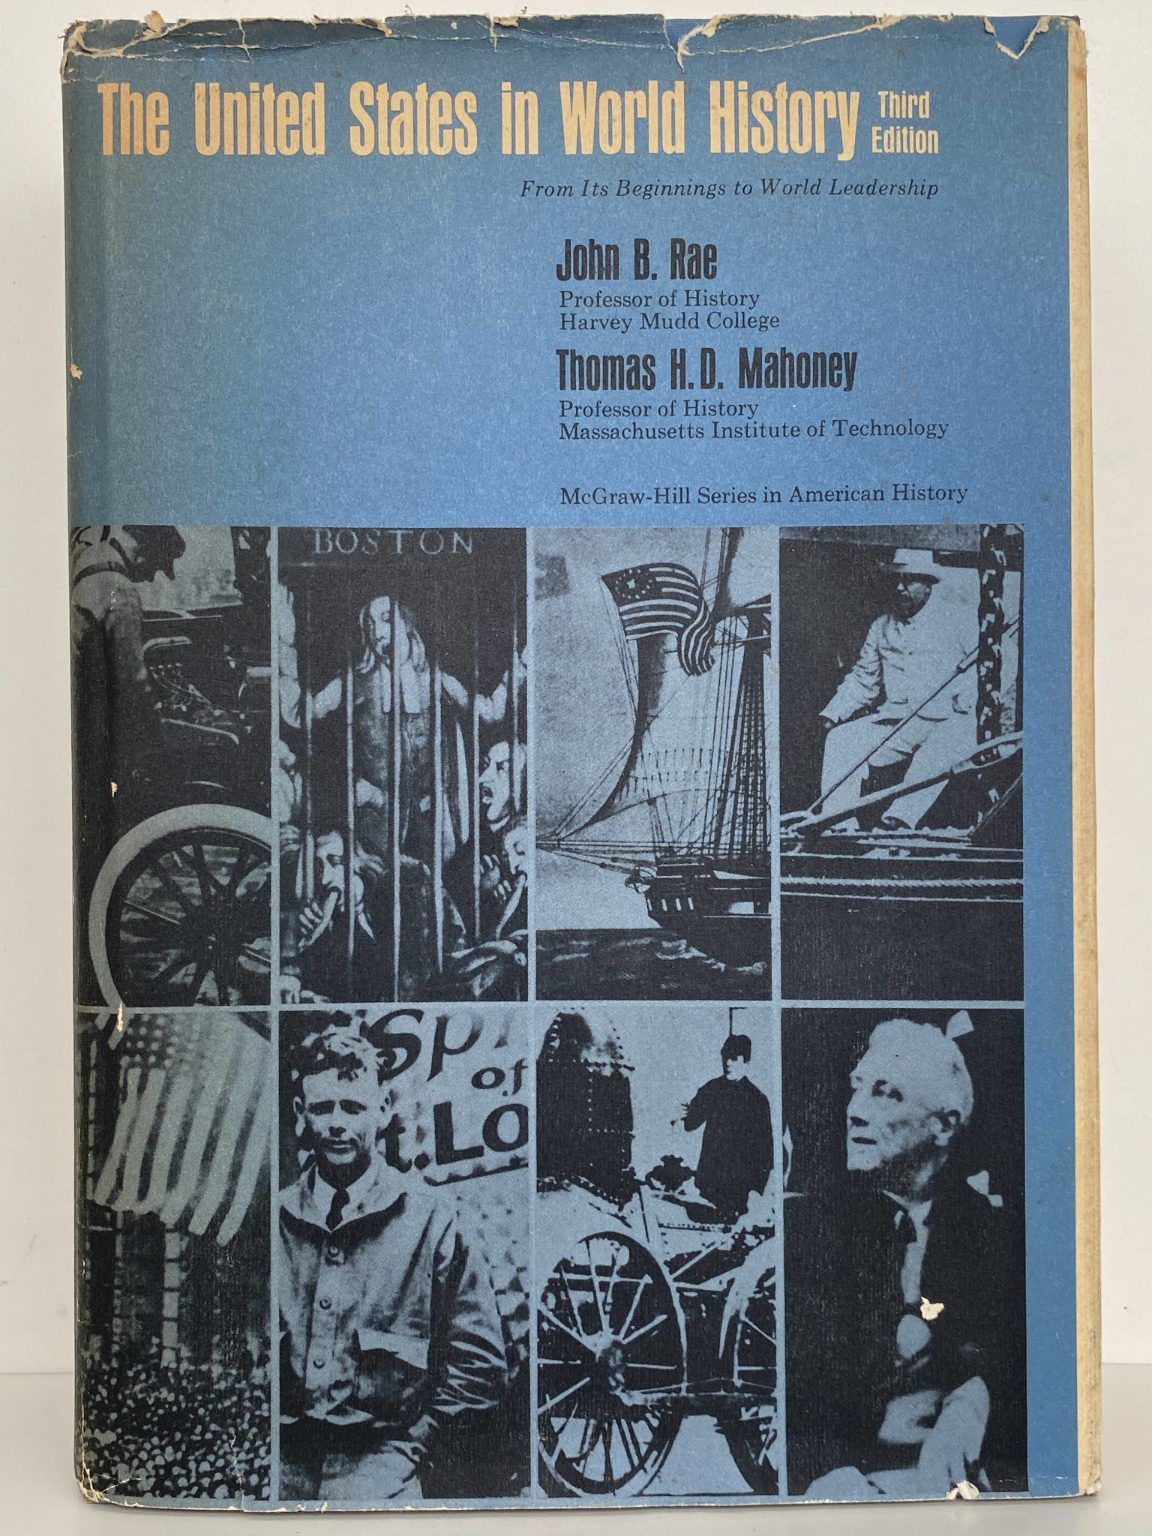 The United States in World History Third
Edition
From Its Beginnings to World Leadership
John B. Rae
Professor of History
Harvey Mudd College
Thomas H.D. Mahoney
Professor of History
Massachusetts Institute of Technology
McGraw-Hill Series in American History
BOSTON
Sp
of
t. Lo